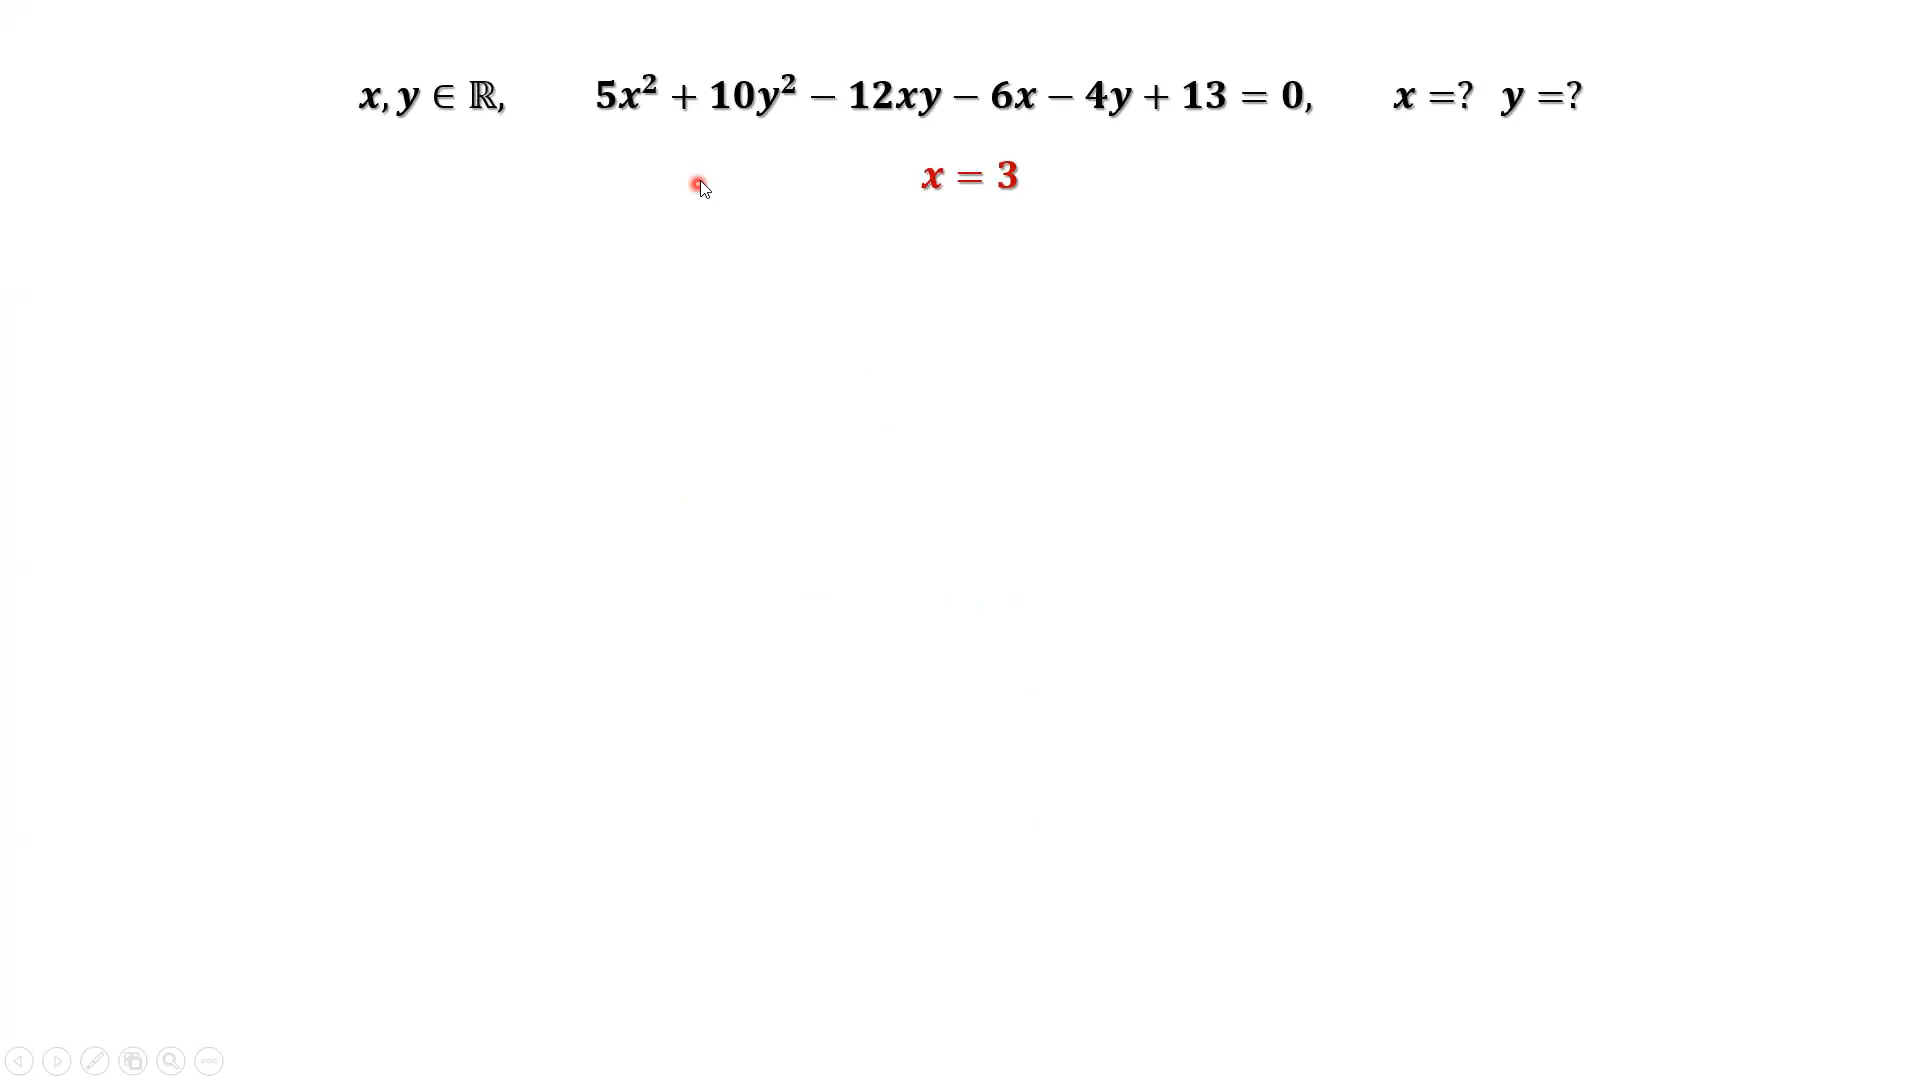 x, y ∈ ℝ, 5x² + 10y² − 12xy − 6x − 4y + 13 = 0, x =? y =?
x = 3